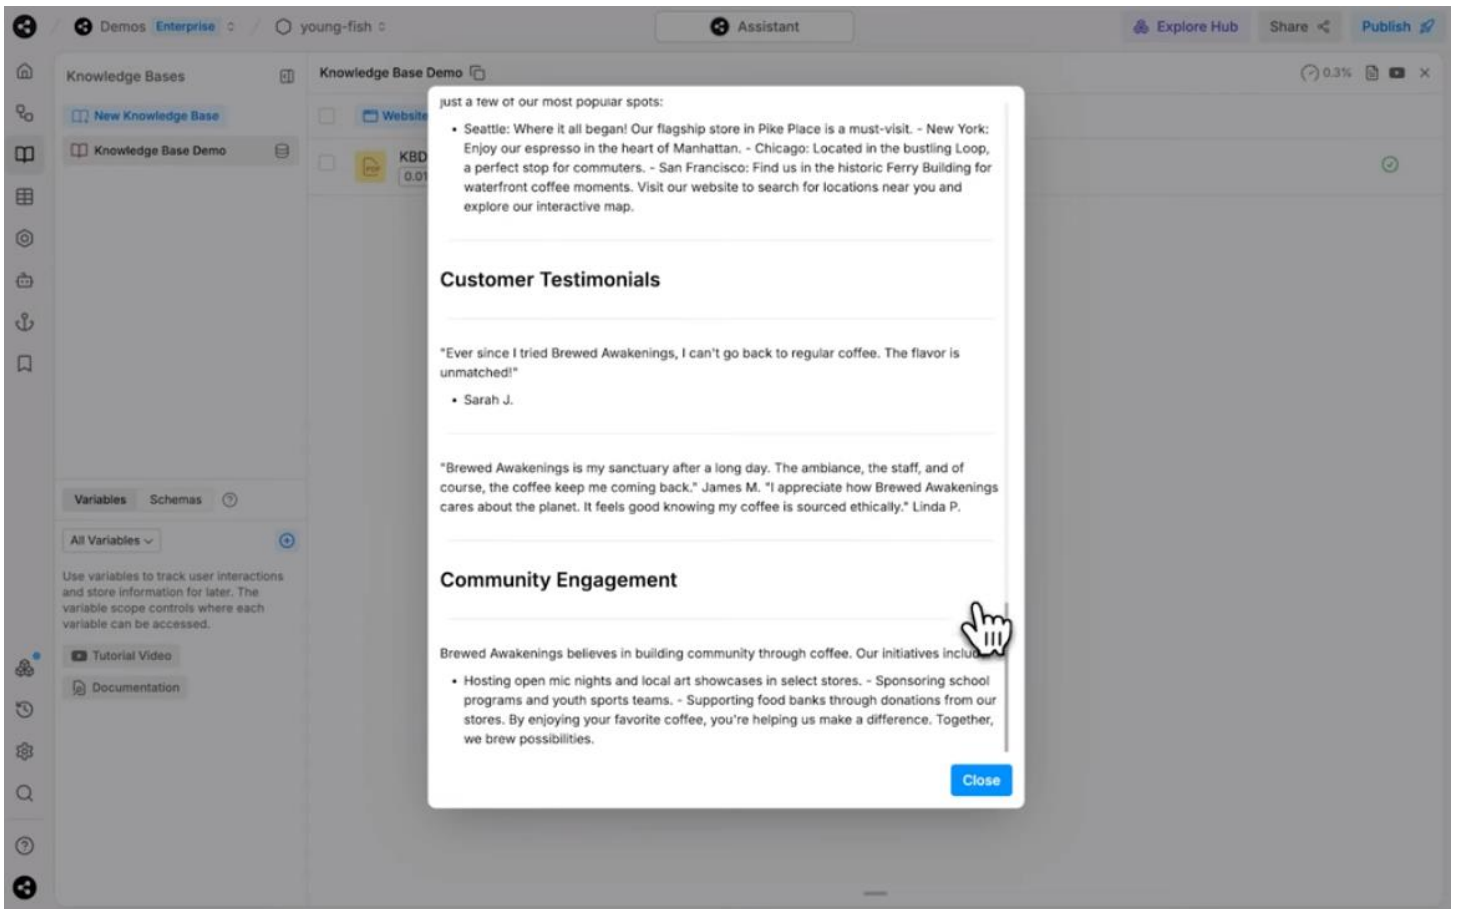 Demos Enterprise
young-fish
Assistant
Explore Hub
Share
Publish
Knowledge Bases
Knowledge Base Demo
0.3%
New Knowledge Base
Website
Knowledge Base Demo
PDF
KBD
0.01
just a few of our most popular spots:
• Seattle: Where it all began! Our flagship store in Pike Place is a must-visit. - New York:
Enjoy our espresso in the heart of Manhattan. - Chicago: Located in the bustling Loop,
a perfect stop for commuters. - San Francisco: Find us in the historic Ferry Building for
waterfront coffee moments. Visit our website to search for locations near you and
explore our interactive map.
Customer Testimonials
"Ever since I tried Brewed Awakenings, I can't go back to regular coffee. The flavor is
unmatched!"
• Sarah J.
"Brewed Awakenings is my sanctuary after a long day. The ambiance, the staff, and of
course, the coffee keep me coming back." James M. "I appreciate how Brewed Awakenings
cares about the planet. It feels good knowing my coffee is sourced ethically." Linda P.
Community Engagement
Brewed Awakenings believes in building community through coffee. Our initiatives includ
• Hosting open mic nights and local art showcases in select stores. - Sponsoring school
programs and youth sports teams. - Supporting food banks through donations from our
stores. By enjoying your favorite coffee, you're helping us make a difference. Together,
we brew possibilities.
Close
Variables Schemas
All Variables
Use variables to track user interactions
and store information for later. The
variable scope controls where each
variable can be accessed.
Tutorial Video
Documentation